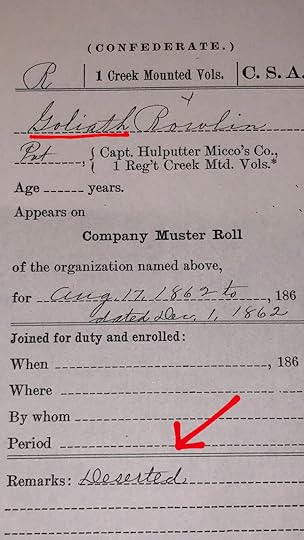 (CONFEDERATE.)
R | 1 Creek Mounted Vols. | C. S. A.
Goliath Rowlin
Pvt, { Capt. Hulputter Micco's Co., 1 Reg't Creek Mtd. Vols.*
Age ...... years.
Appears on
Company Muster Roll
of the organization named above,
for Aug 17, 1862 to, 186
dated Dec, 1, 1862
Joined for duty and enrolled:
When , 186
Where
By whom
Period
Remarks: Deserted